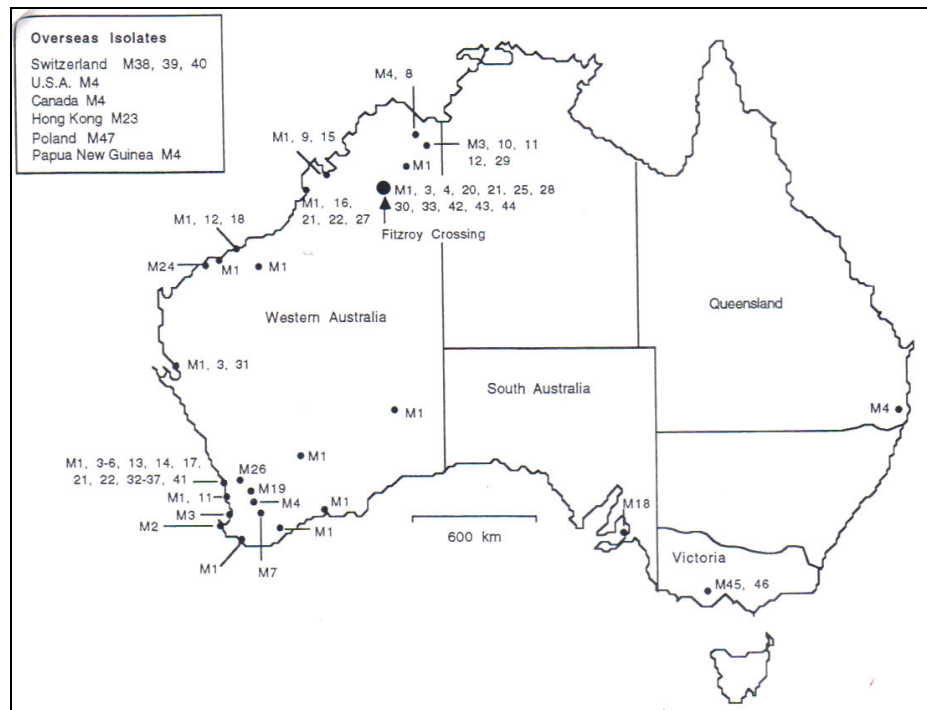 Overseas Isolates
Switzerland M38, 39, 40
U.S.A. M4
Canada M4
Hong Kong M23
Poland M47
Papua New Guinea M4
M4, 8
M1, 9, 15
M3, 10, 11
12, 29
M1
M1, 3, 4, 20, 21, 25, 28
30, 33, 42, 43, 44
M1, 16,
21, 22, 27
Fitzroy Crossing
M1, 12, 18
M24
M1
M1
Western Australia
Queensland
M1, 3, 31
South Australia
M1
M4
M1
M1, 3-6, 13, 14, 17,
21, 22, 32-37, 41
M26
M19
M1, 11
M4
M1
M3
M2
M1
M1
M7
600 km
M18
Victoria
M45, 46